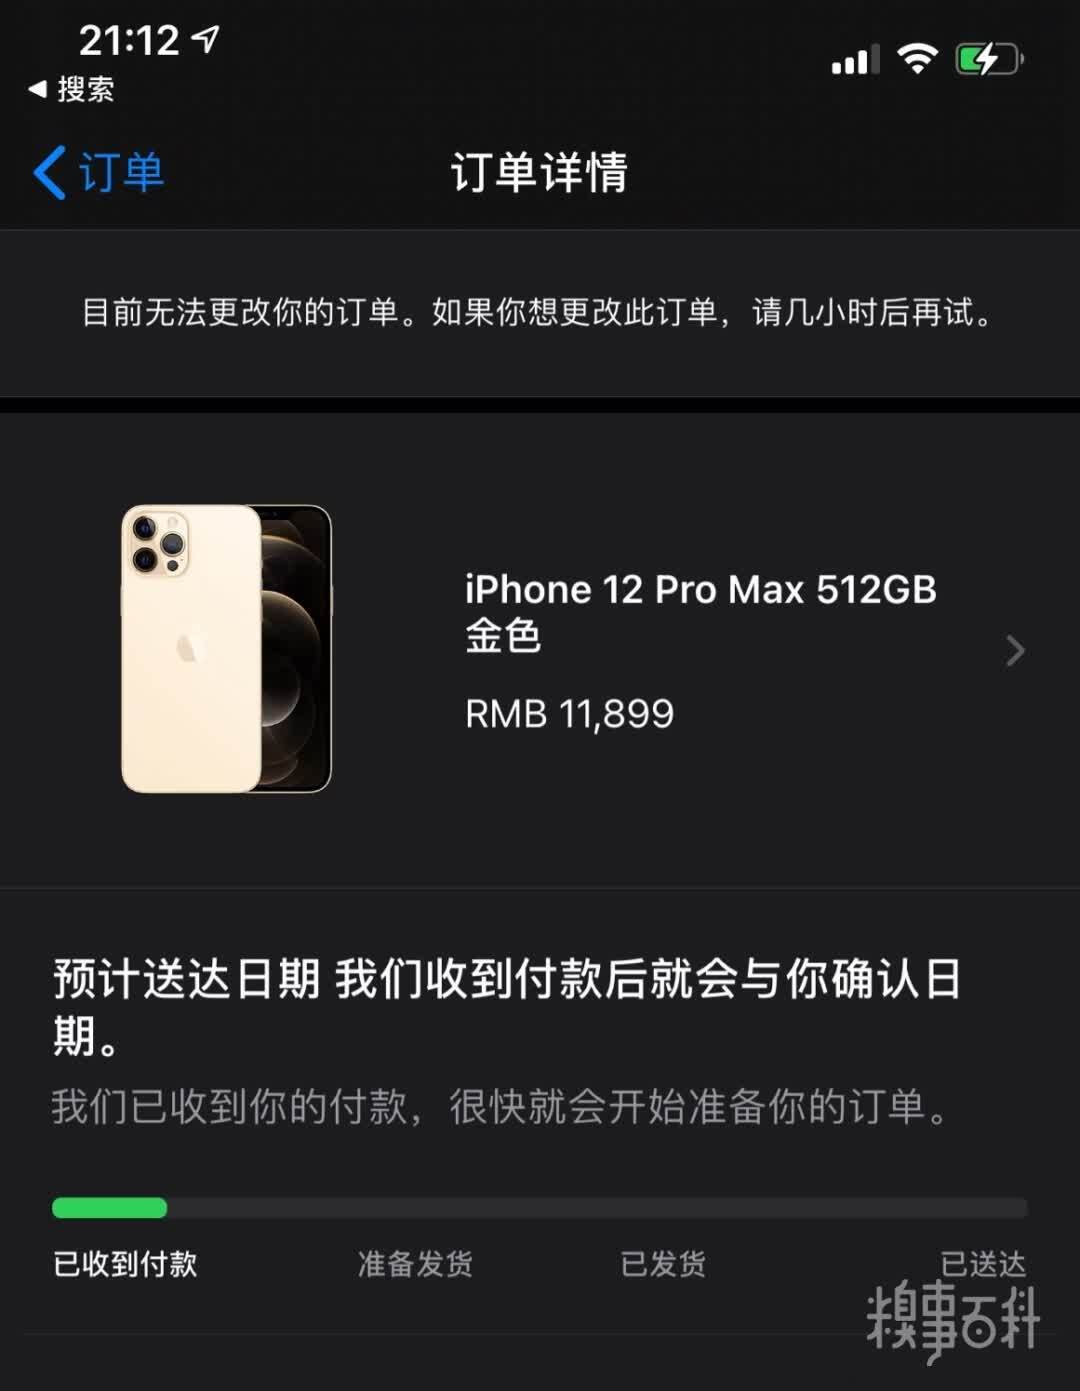 21:12
搜索
订单
订单详情
目前无法更改你的订单。如果你想更改此订单，请几小时后再试。
iPhone 12 Pro Max 512GB
金色
RMB 11,899
预计送达日期 我们收到付款后就会与你确认日
期。
我们已收到你的付款，很快就会开始准备你的订单。
已收到付款
准备发货
已发货
已送达
糗事百科